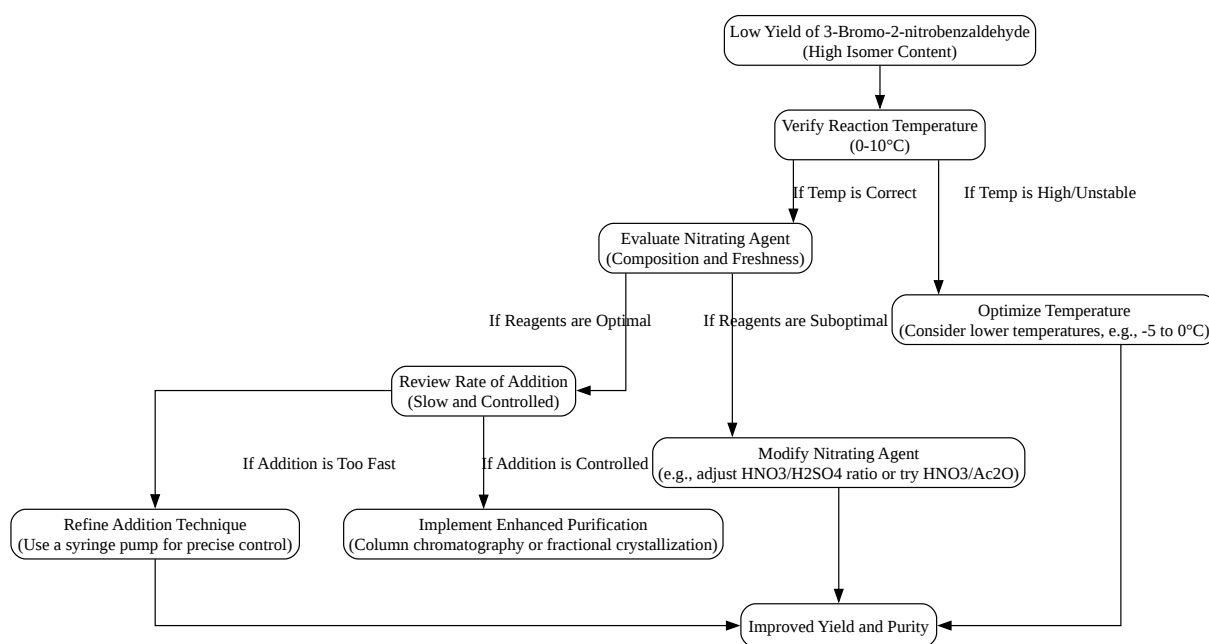 Low Yield of 3-Bromo-2-nitrobenzaldehyde
(High Isomer Content)
Verify Reaction Temperature
(0-10°C)
If Temp is Correct
If Temp is High/Unstable
Evaluate Nitrating Agent
(Composition and Freshness)
Optimize Temperature
(Consider lower temperatures, e.g., -5 to 0°C)
If Reagents are Optimal
If Reagents are Suboptimal
Review Rate of Addition
(Slow and Controlled)
Modify Nitrating Agent
(e.g., adjust HNO3/H2SO4 ratio or try HNO3/Ac2O)
If Addition is Too Fast
If Addition is Controlled
Refine Addition Technique
(Use a syringe pump for precise control)
Implement Enhanced Purification
(Column chromatography or fractional crystallization)
Improved Yield and Purity